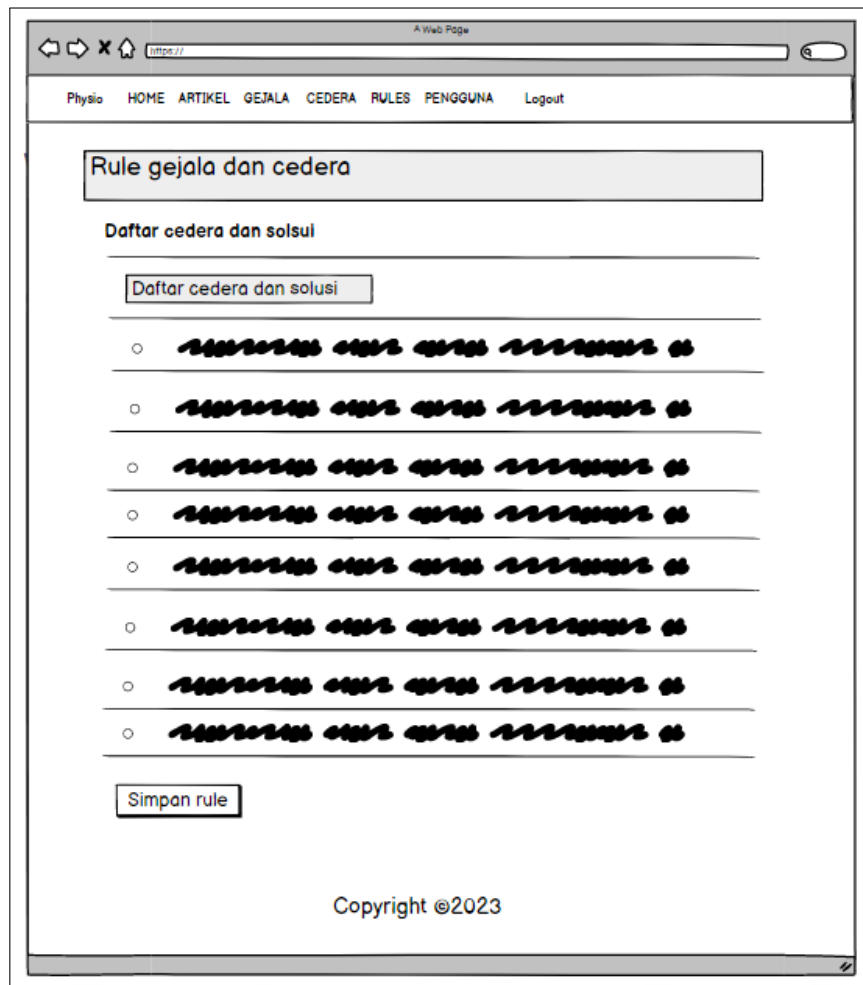 A Web Page
https://
Physio HOME ARTIKEL GEJALA CEDERA RULES PENGGUNA Logout
Rule gejala dan cedera
Daftar cedera dan solsui
Daftar cedera dan solusi
Simpan rule
Copyright ©2023